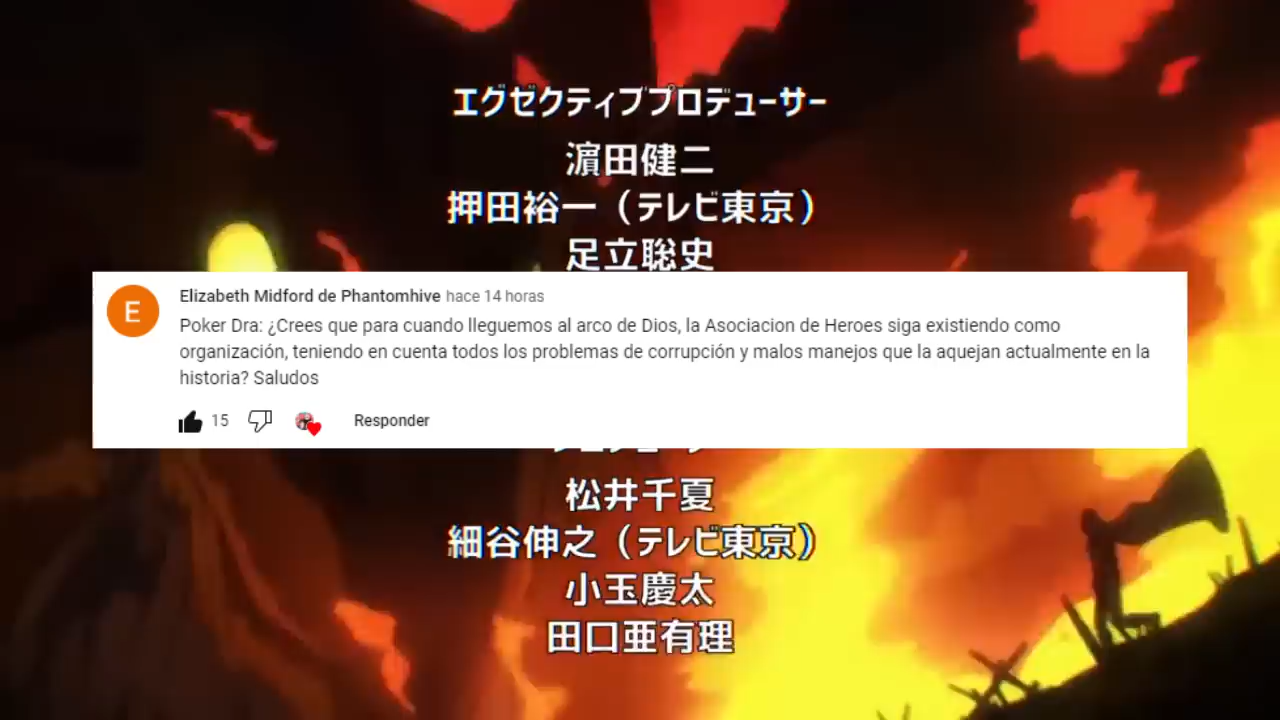 エグゼクティブプロデューサー
濵田健二
押田裕一（テレビ東京）
足立聡史
E
Elizabeth Midford de Phantomhive hace 14 horas
Poker Dra: ¿Crees que para cuando lleguemos al arco de Dios, la Asociacion de Heroes siga existiendo como
organización, teniendo en cuenta todos los problemas de corrupción y malos manejos que la aquejan actualmente en la
historia? Saludos
15
Responder
松井千夏
細谷伸之（テレビ東京）
小玉慶太
田口亜有理